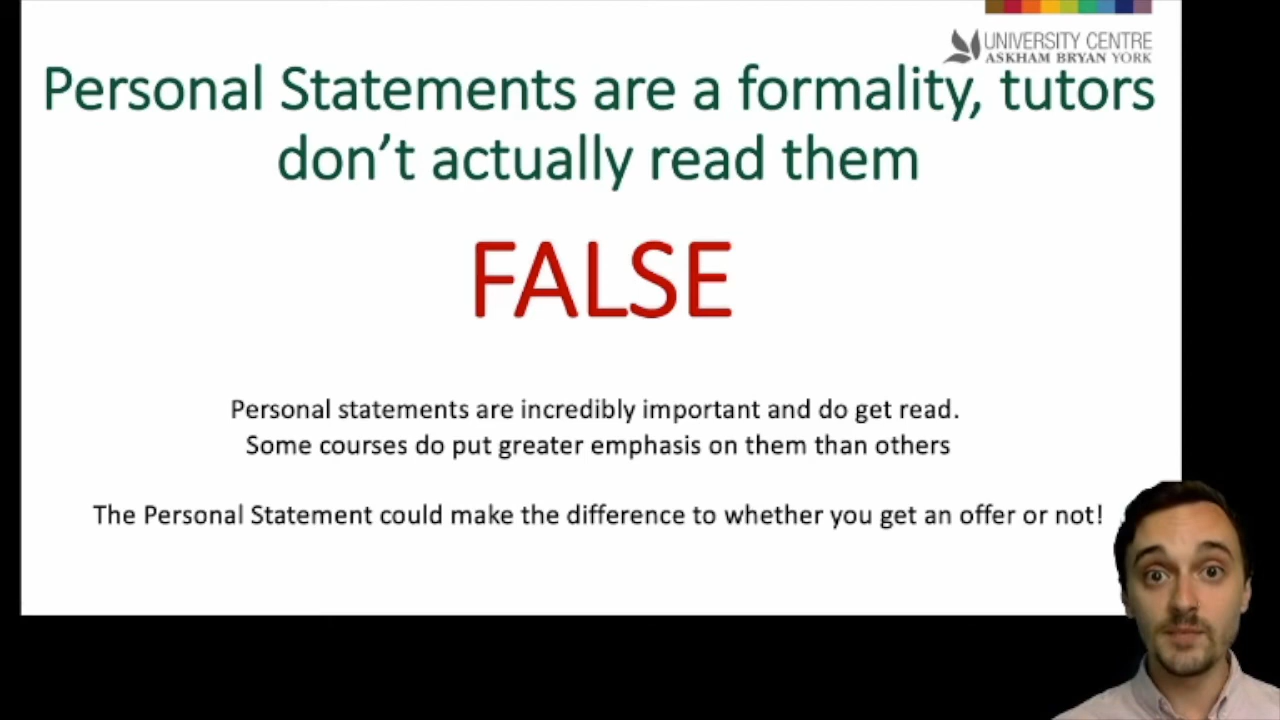 UNIVERSITY CENTRE
ASKHAM BRYAN YORK
Personal Statements are a formality, tutors
don’t actually read them
FALSE
Personal statements are incredibly important and do get read.
Some courses do put greater emphasis on them than others
The Personal Statement could make the difference to whether you get an offer or not!